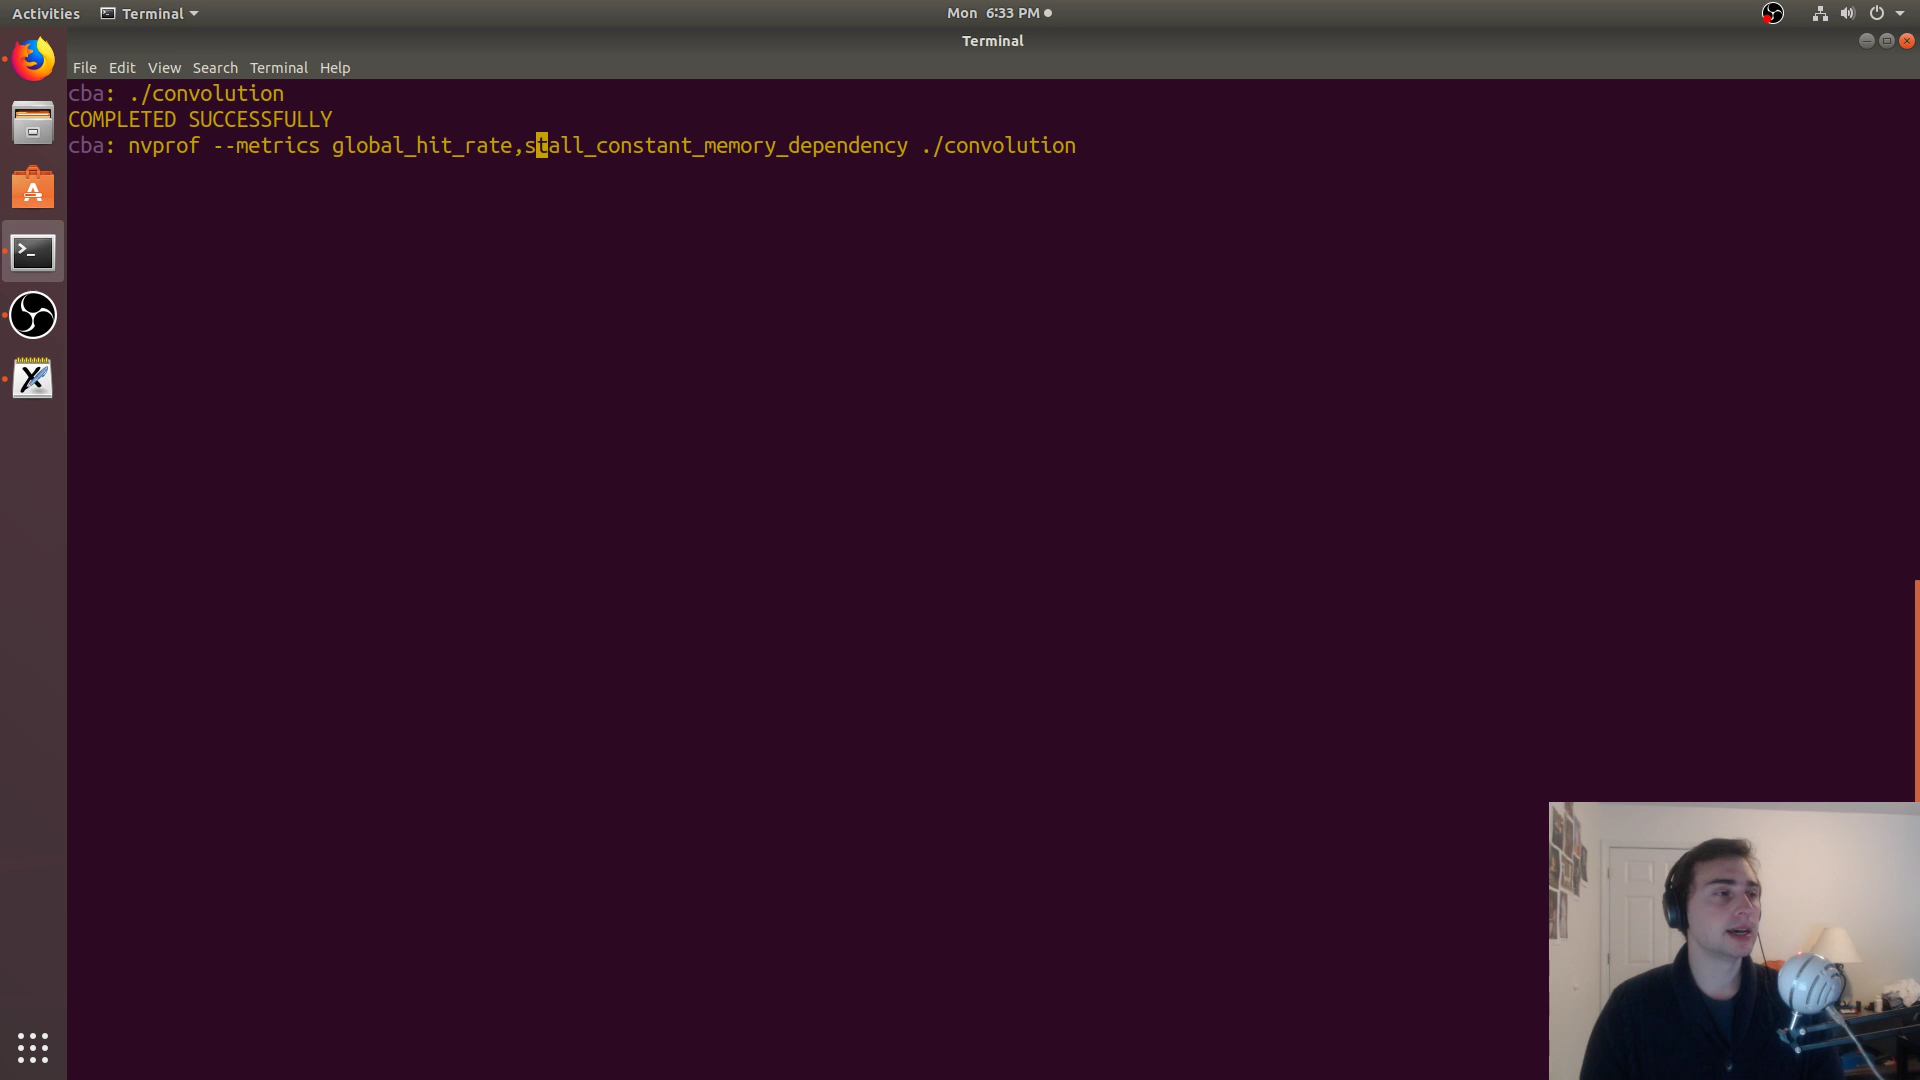 Activities Terminal Mon 6:33 PM
Terminal
File Edit View Search Terminal Help
cba: ./convolution
COMPLETED SUCCESSFULLY
cba: nvprof --metrics global_hit_rate,stall_constant_memory_dependency ./convolution